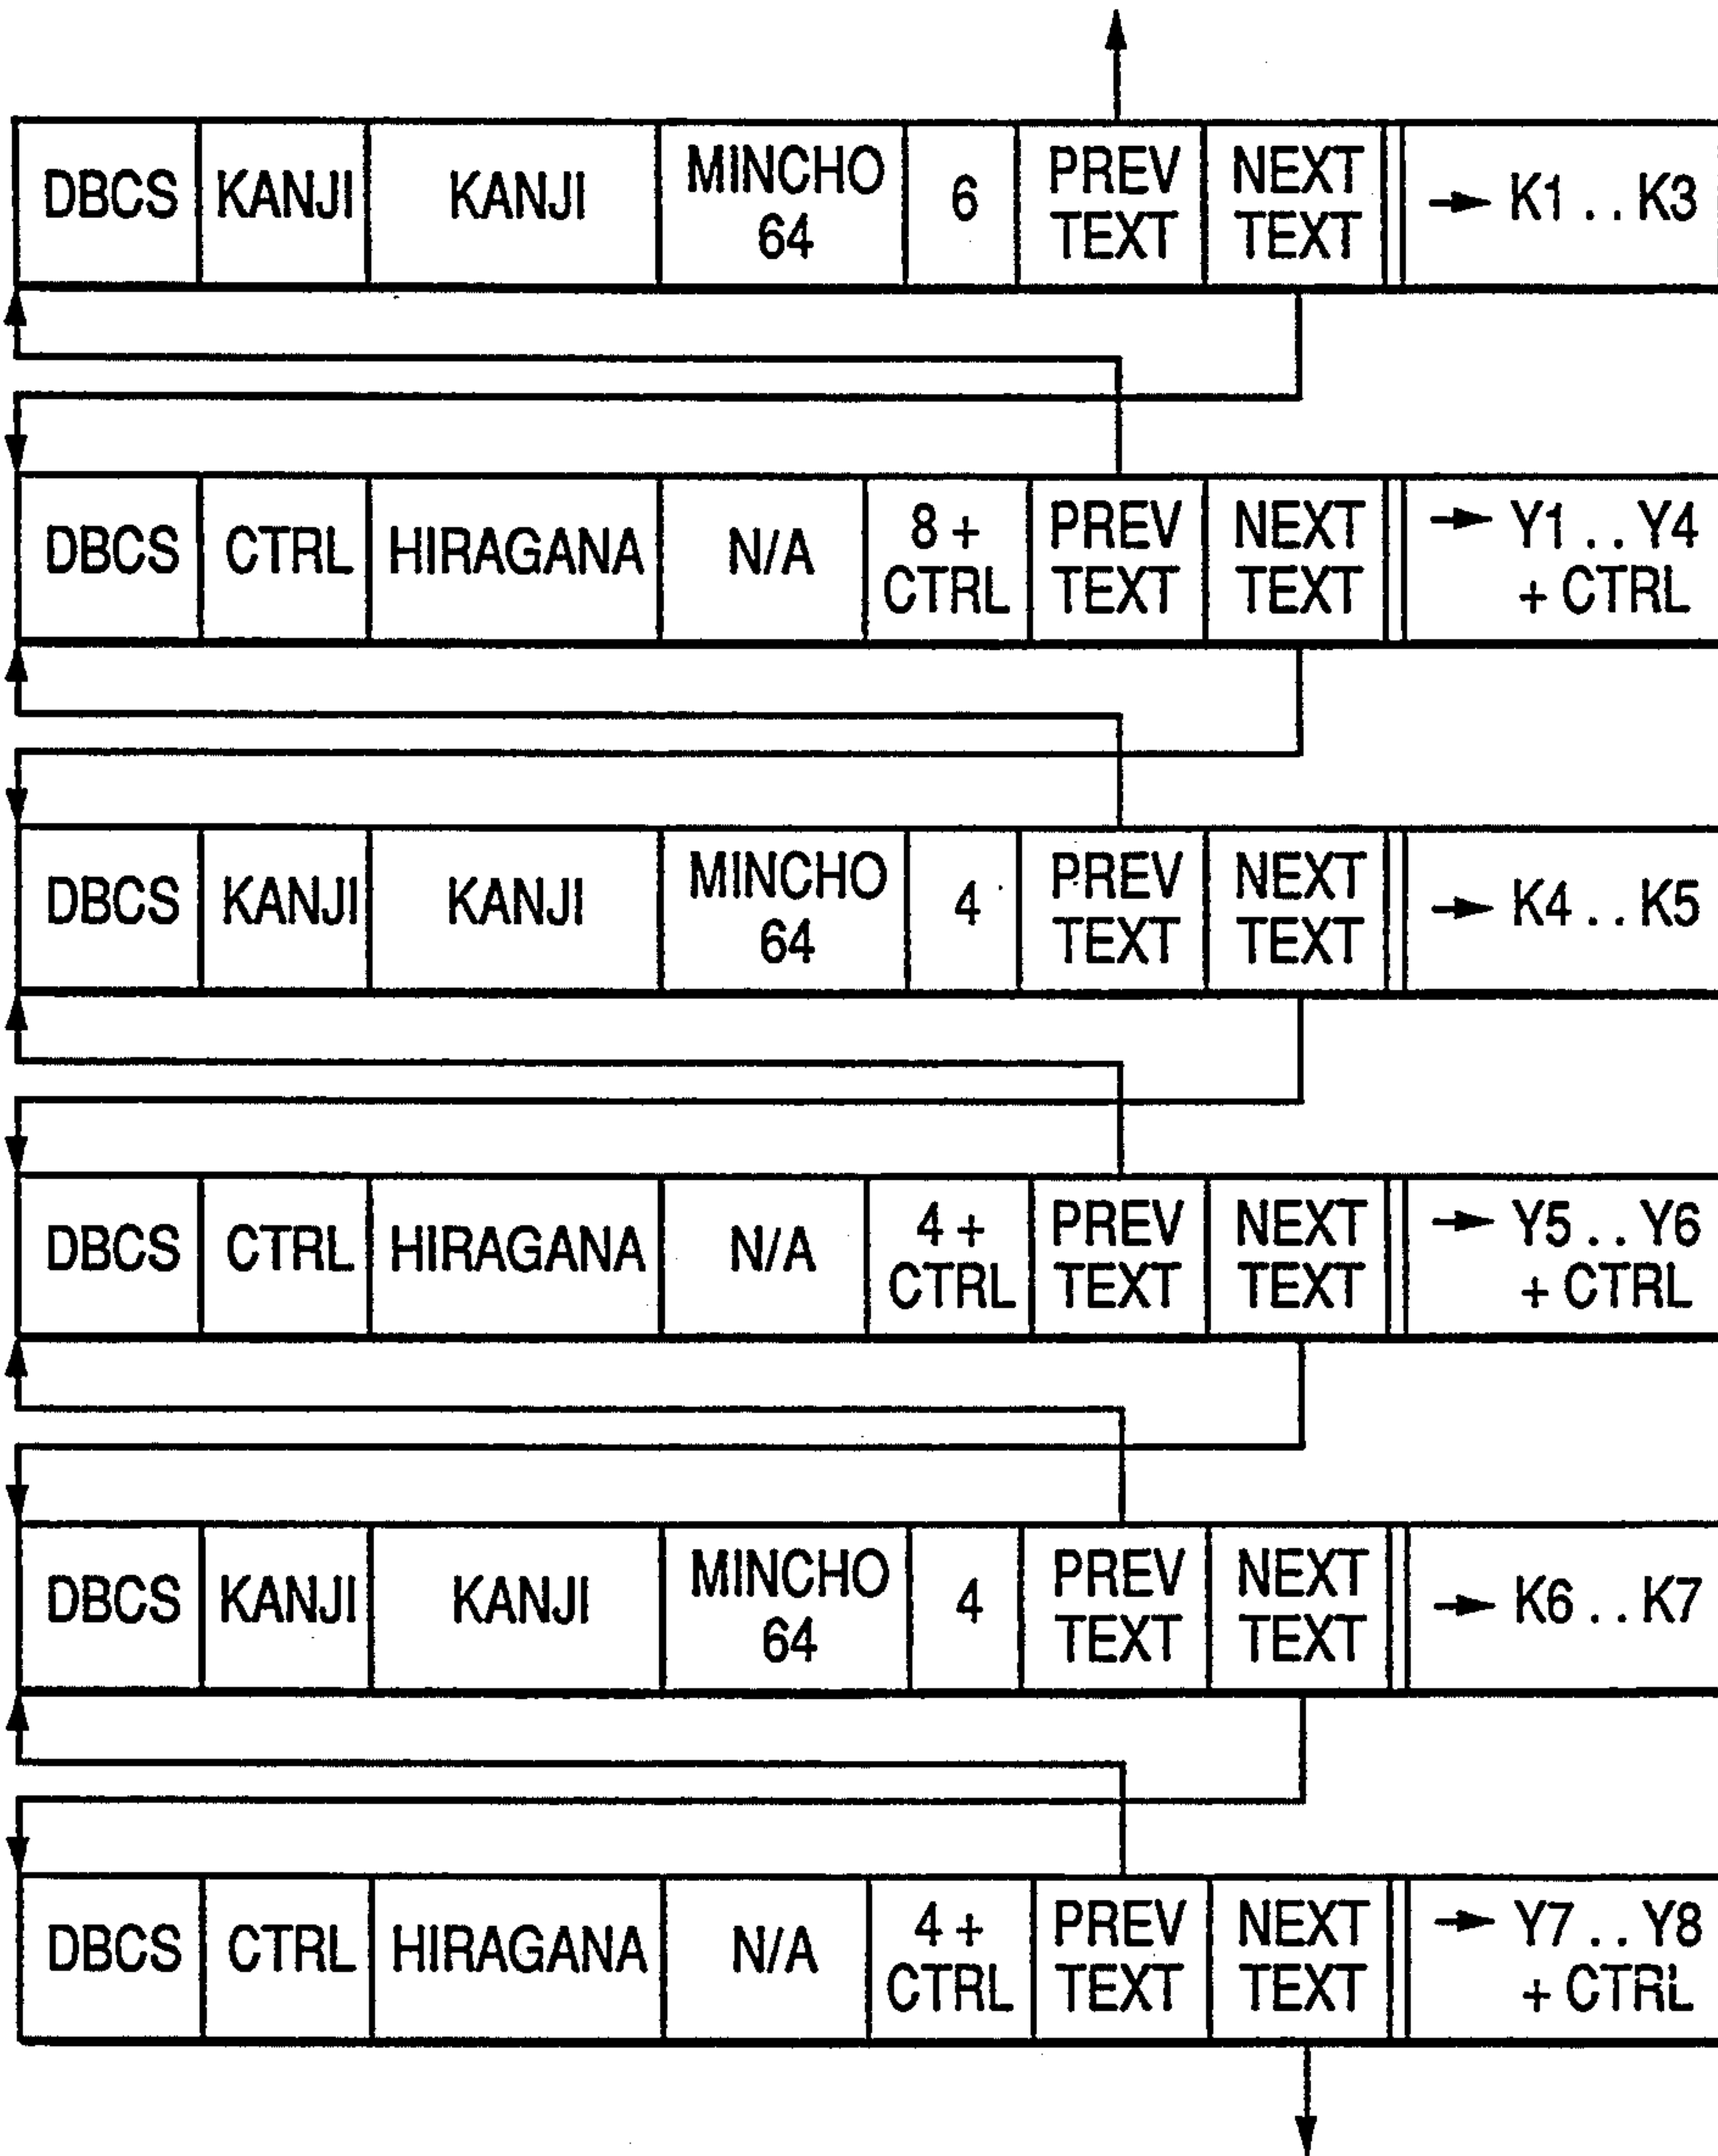 DBCS KANJI KANJI MINCHO 64 6 PREV TEXT NEXT TEXT → K1 . . K3
DBCS CTRL HIRAGANA N/A 8 + CTRL PREV TEXT NEXT TEXT → Y1 . . Y4 + CTRL
DBCS KANJI KANJI MINCHO 64 4 PREV TEXT NEXT TEXT → K4 . . K5
DBCS CTRL HIRAGANA N/A 4 + CTRL PREV TEXT NEXT TEXT → Y5 . . Y6 + CTRL
DBCS KANJI KANJI MINCHO 64 4 PREV TEXT NEXT TEXT → K6 . . K7
DBCS CTRL HIRAGANA N/A 4 + CTRL PREV TEXT NEXT TEXT → Y7 . . Y8 + CTRL